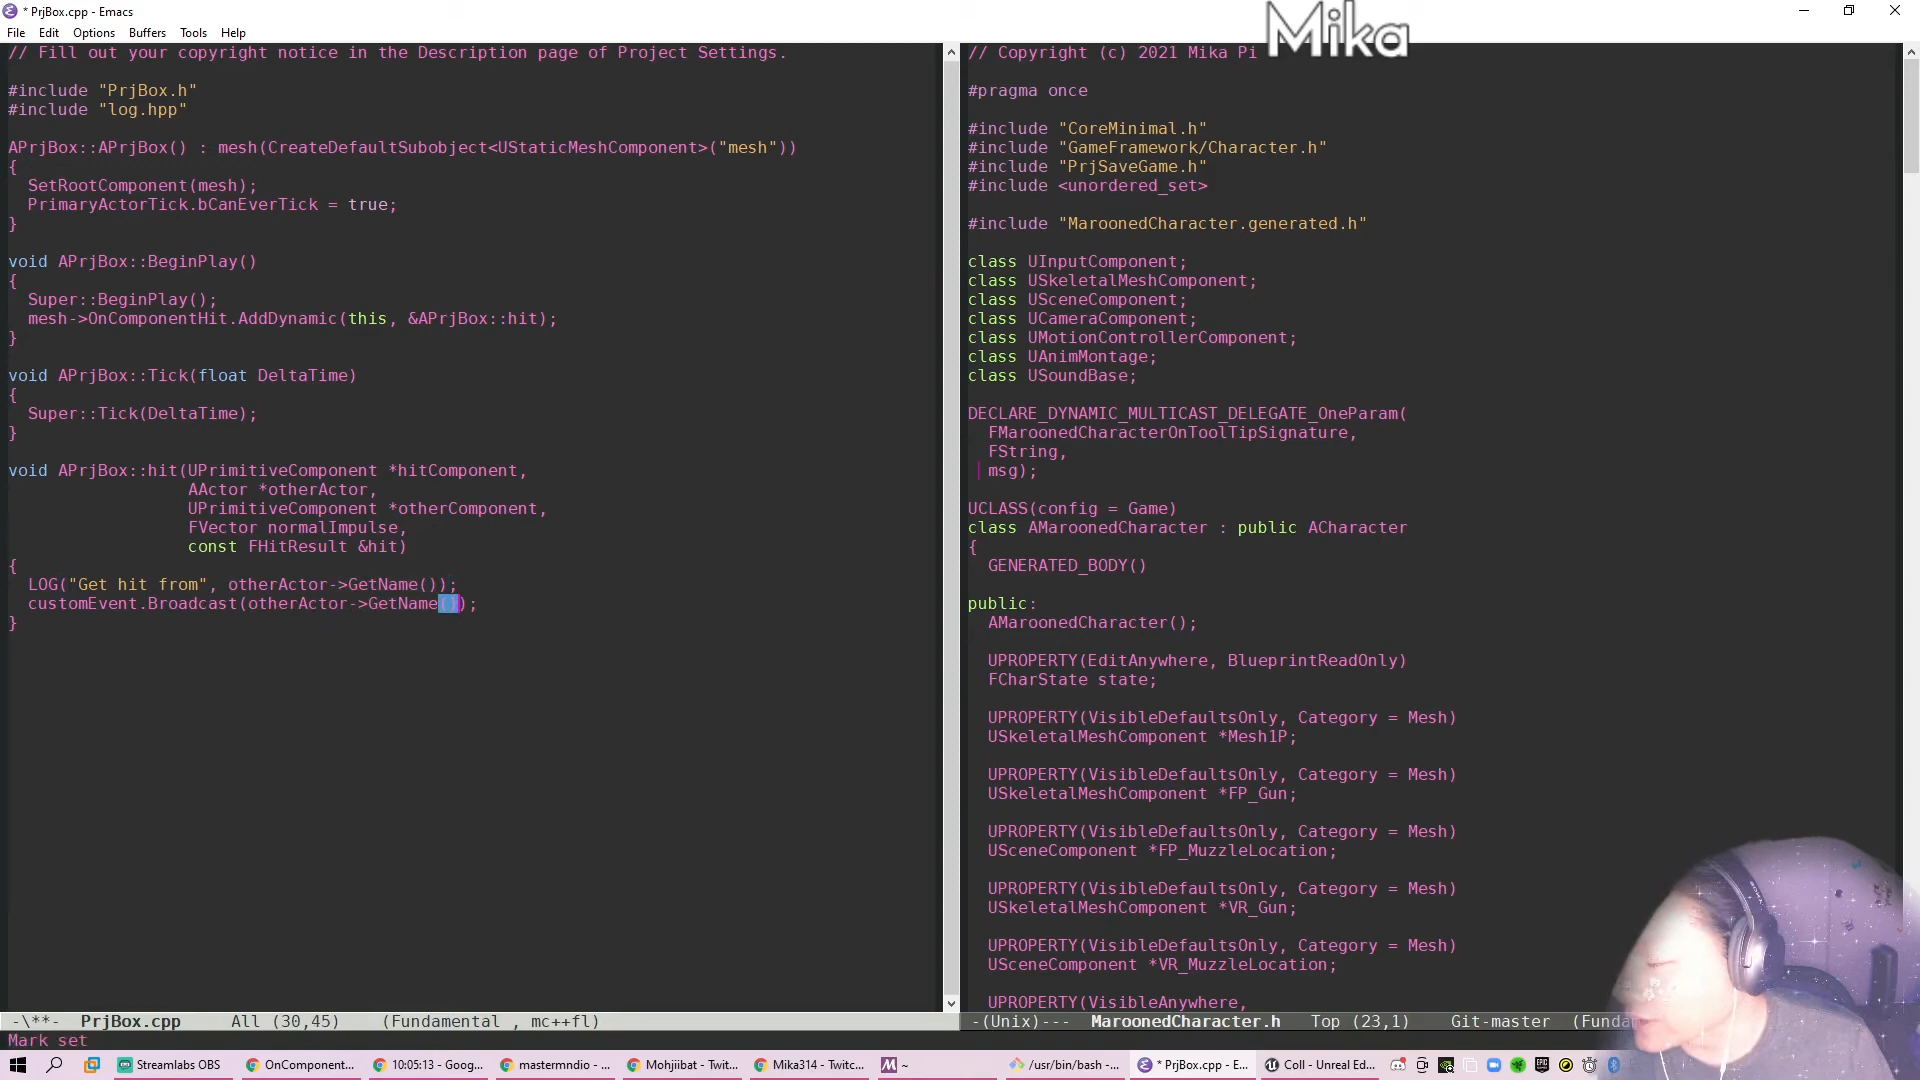 * PrjBox.cpp - Emacs
Mika
File Edit Options Buffers Tools Help
// Fill out your copyright notice in the Description page of Project Settings.
#include "PrjBox.h"
#include "log.hpp"
APrjBox::APrjBox() : mesh(CreateDefaultSubobject<UStaticMeshComponent>("mesh"))
{
SetRootComponent(mesh);
PrimaryActorTick.bCanEverTick = true;
}
void APrjBox::BeginPlay()
{
Super::BeginPlay();
mesh->OnComponentHit.AddDynamic(this, &APrjBox::hit);
}
void APrjBox::Tick(float DeltaTime)
{
Super::Tick(DeltaTime);
}
void APrjBox::hit(UPrimitiveComponent *hitComponent,
AActor *otherActor,
UPrimitiveComponent *otherComponent,
FVector normalImpulse,
const FHitResult &hit)
{
LOG("Get hit from", otherActor->GetName());
customEvent.Broadcast(otherActor->GetName());
}
// Copyright (c) 2021 Mika Pi
#pragma once
#include "CoreMinimal.h"
#include "GameFramework/Character.h"
#include "PrjSaveGame.h"
#include <unordered_set>
#include "MaroonedCharacter.generated.h"
class UInputComponent;
class USkeletalMeshComponent;
class USceneComponent;
class UCameraComponent;
class UMotionControllerComponent;
class UAnimMontage;
class USoundBase;
DECLARE_DYNAMIC_MULTICAST_DELEGATE_OneParam(
FMaroonedCharacterOnToolTipSignature,
FString,
msg);
UCLASS(config = Game)
class AMaroonedCharacter : public ACharacter
{
GENERATED_BODY()
public:
AMaroonedCharacter();
UPROPERTY(EditAnywhere, BlueprintReadOnly)
FCharState state;
UPROPERTY(VisibleDefaultsOnly, Category = Mesh)
USkeletalMeshComponent *Mesh1P;
UPROPERTY(VisibleDefaultsOnly, Category = Mesh)
USkeletalMeshComponent *FP_Gun;
UPROPERTY(VisibleDefaultsOnly, Category = Mesh)
USceneComponent *FP_MuzzleLocation;
UPROPERTY(VisibleDefaultsOnly, Category = Mesh)
USkeletalMeshComponent *VR_Gun;
UPROPERTY(VisibleDefaultsOnly, Category = Mesh)
USceneComponent *VR_MuzzleLocation;
UPROPERTY(VisibleAnywhere,
-\**- PrjBox.cpp All (30,45) (Fundamental , mc++fl)
-(Unix)--- MaroonedCharacter.h Top (23,1) Git-master (Funda
Mark set
Streamlabs OBS OnComponent... 10:05:13 - Goog... mastermndio - ... Mohjiibat - Twit... Mika314 - Twitc... ~ /usr/bin/bash -... * PrjBox.cpp - E... Coll - Unreal Ed...